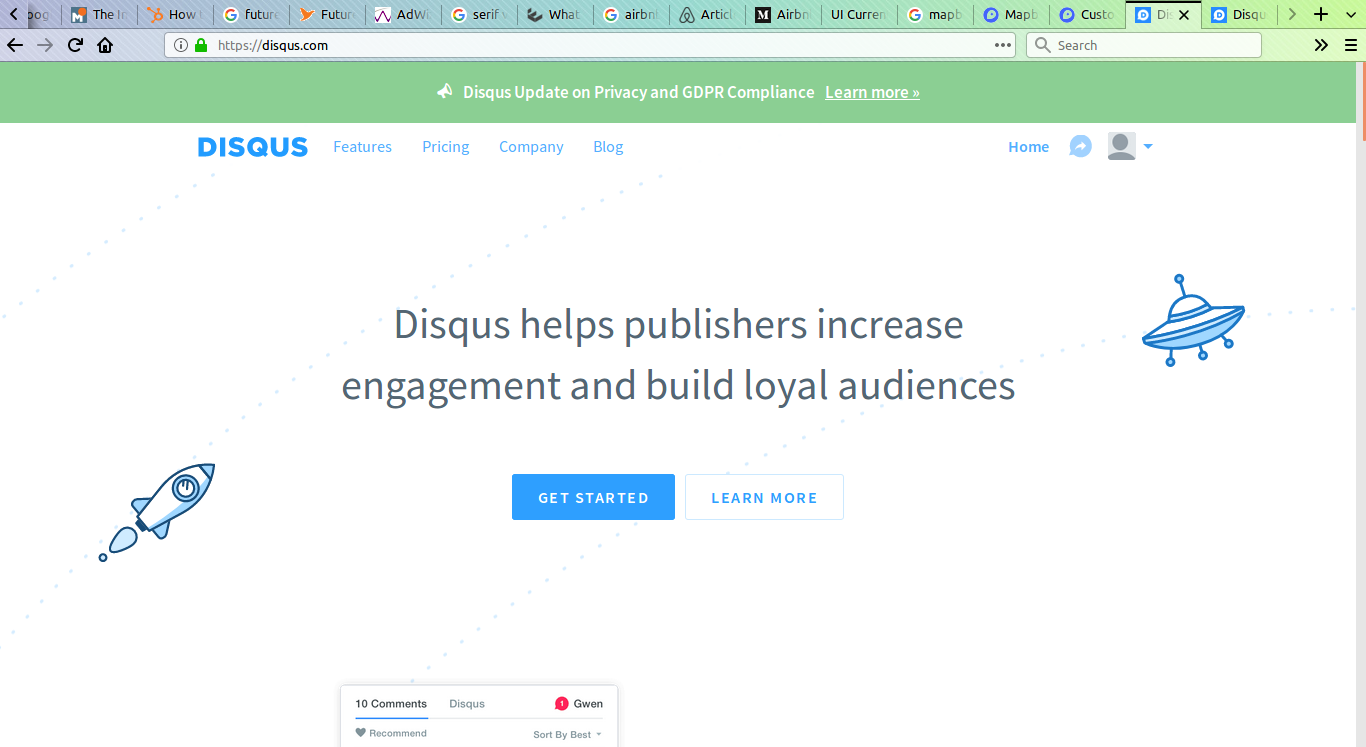 oog
The In
How
future
Futur
AdWi
serif
What
airbn
Articl
Airbn
UI Curren
mapb
Mapb
Custo
Dis
Disqu
https://disqus.com
Search
Disqus Update on Privacy and GDPR Compliance Learn more »
DISQUS Features Pricing Company Blog Home
Disqus helps publishers increase
engagement and build loyal audiences
GET STARTED LEARN MORE
10 Comments Disqus 1 Gwen
Recommend Sort By Best